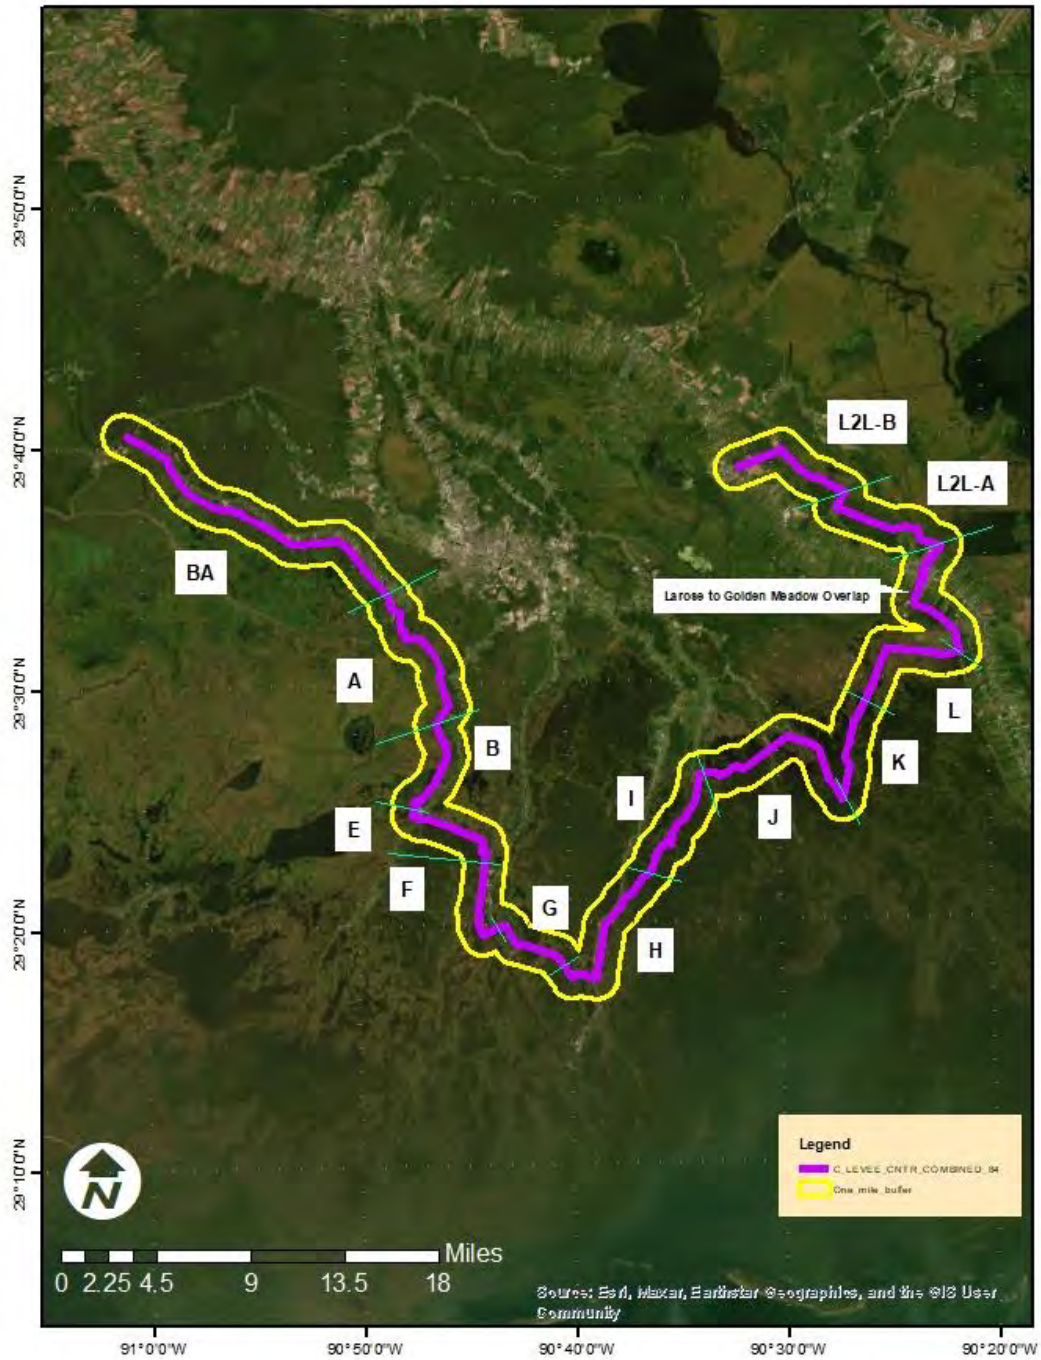 29°50'0"N
29°40'0"N
29°30'0"N
29°20'0"N
29°10'0"N
L2L-B
L2L-A
BA
Larose to Golden Meadow Overlap
A
L
B
K
I
J
E
F
G
H
Legend
C_LEVEE_CNTR_COMBINED_84
One_mile_buffer
N
Miles
0 2.25 4.5 9 13.5 18
Source: Esri, Maxar, Earthstar Geographics, and the GIS User
Community
91°0'0"W 90°50'0"W 90°40'0"W 90°30'0"W 90°20'0"W